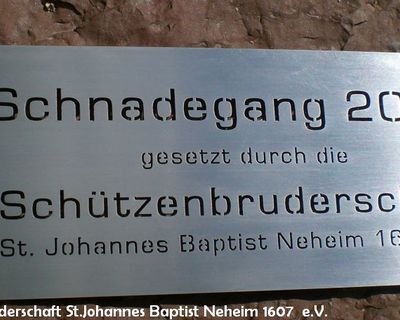 Schnadegang 20
gesetzt durch die
Schützenbrudersc
St. Johannes Baptist Neheim 16
derschaft St.Johannes Baptist Neheim 1607 e.V.